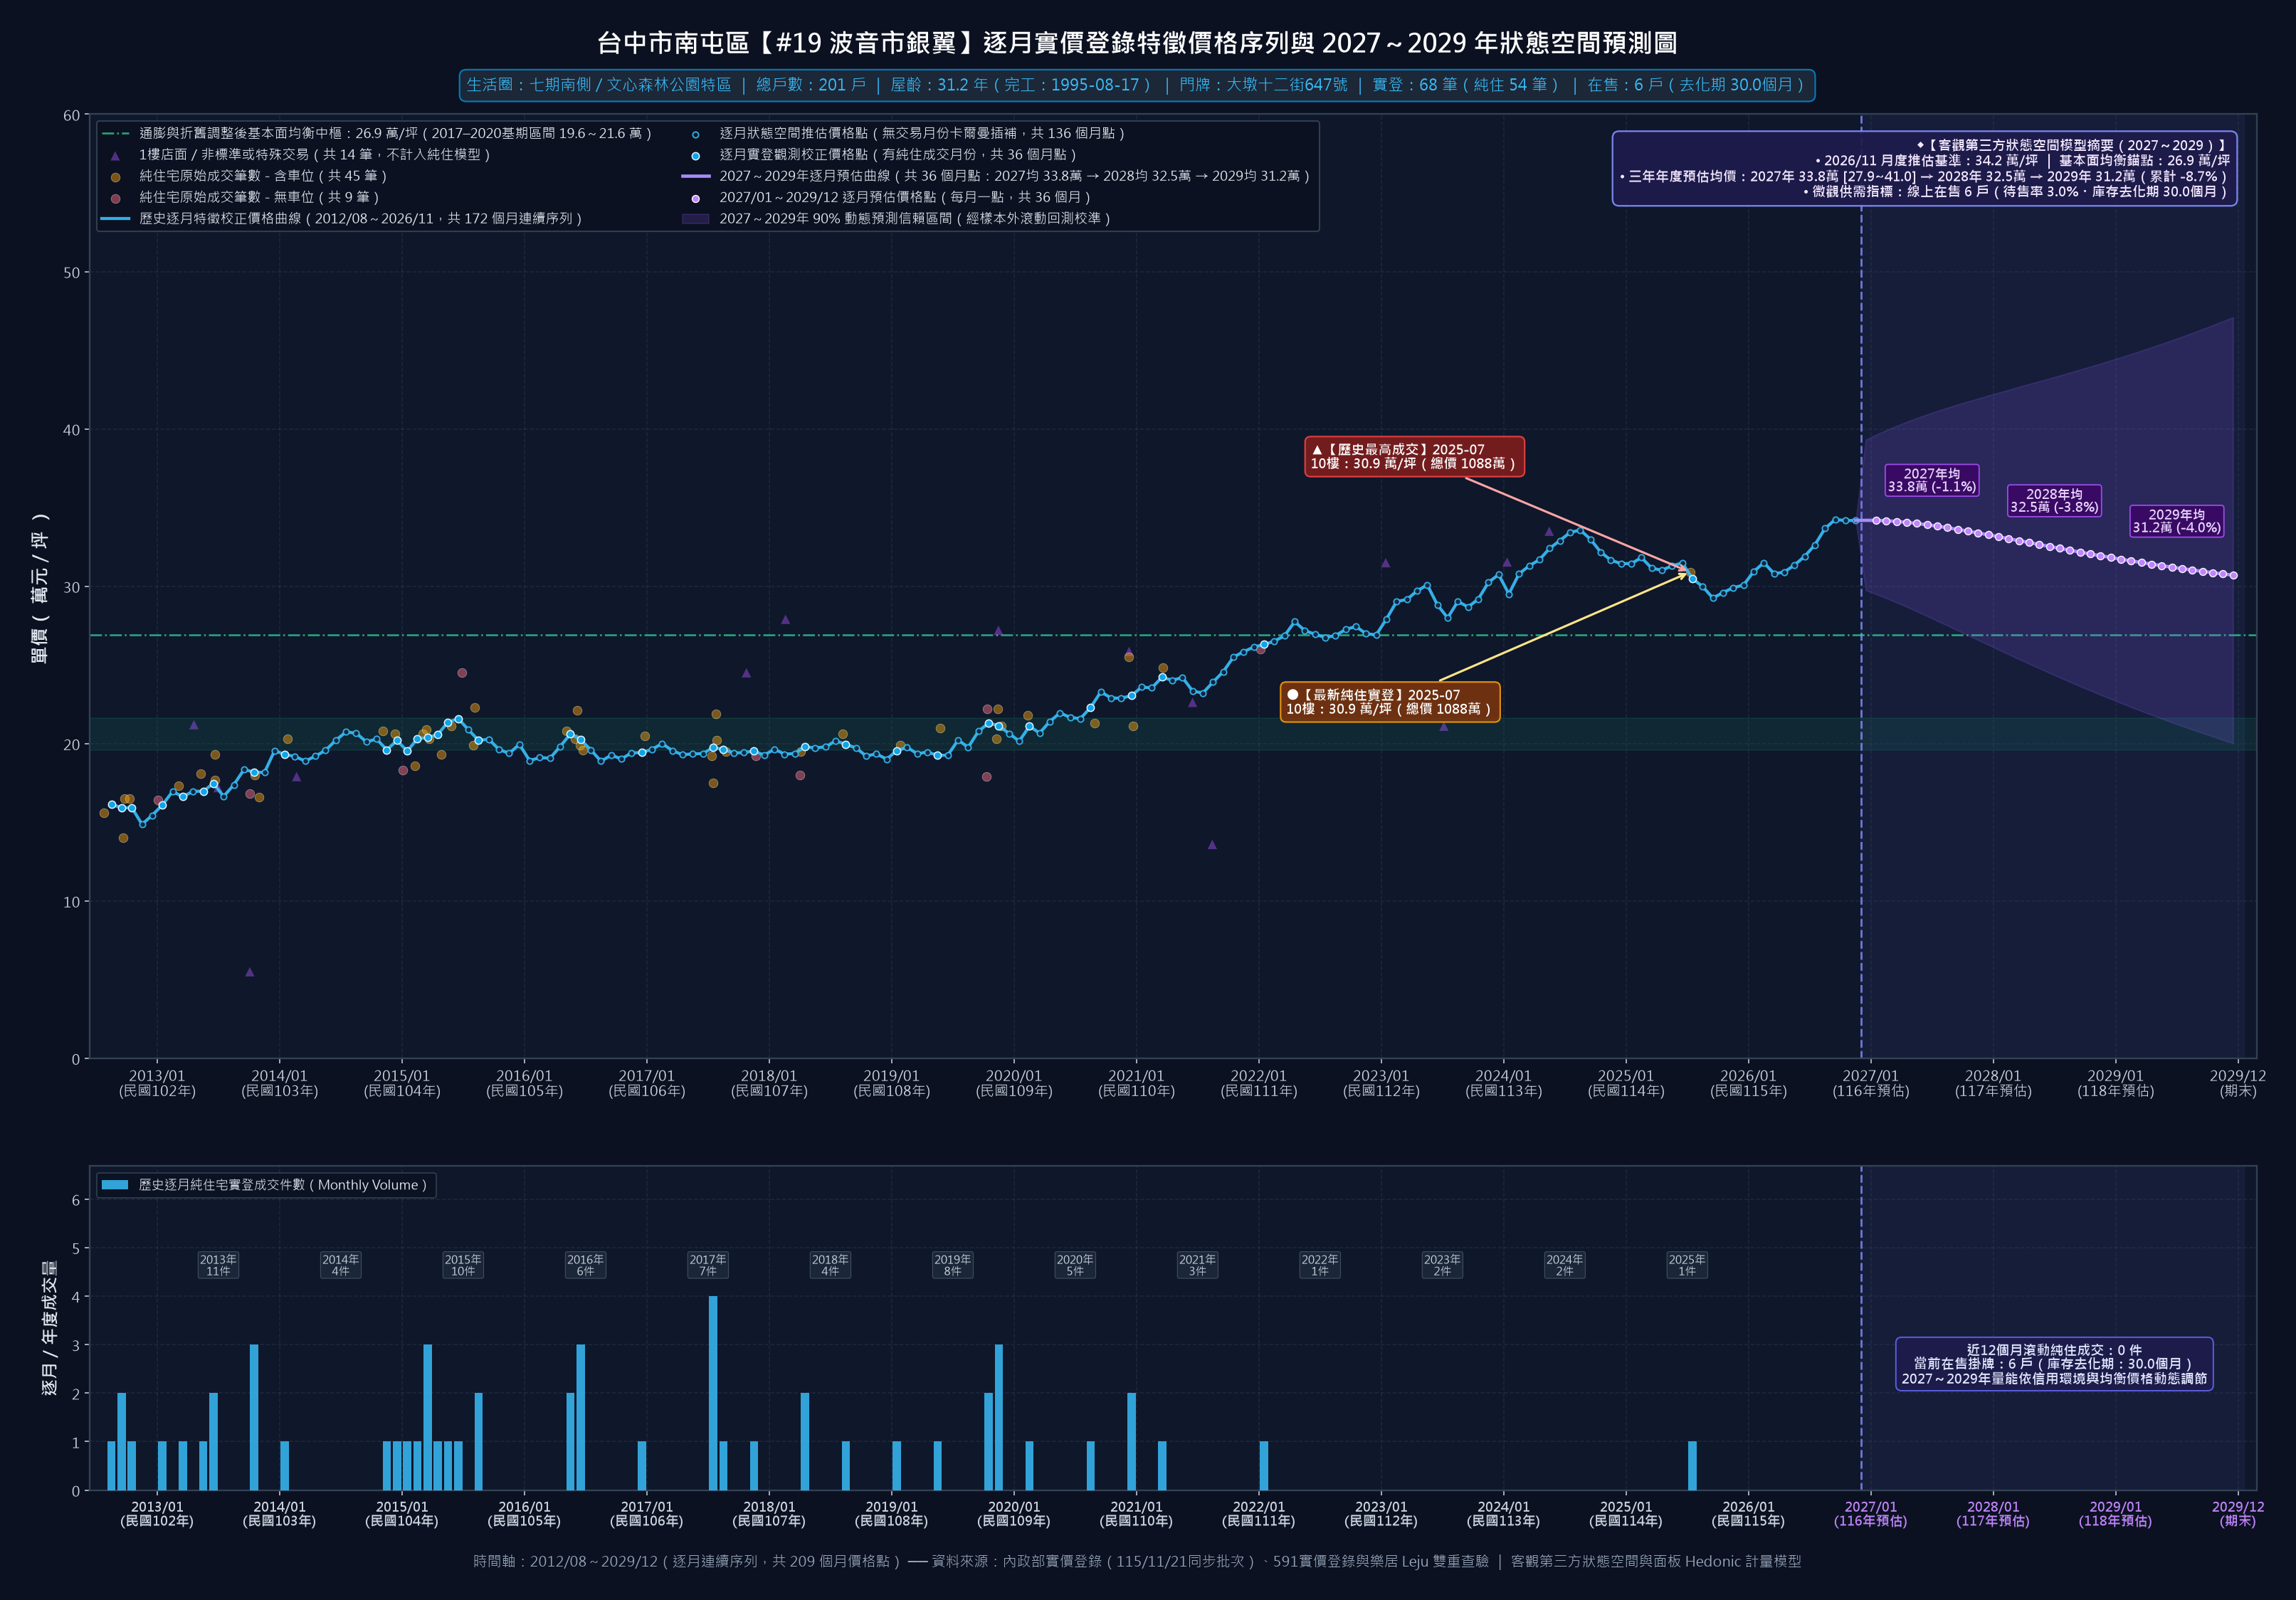 台中市南屯區【#19 波音市銀翼】逐月實價登錄特徵價格序列與 2027～2029 年狀態空間預測圖
生活圈：七期南側 / 文心森林公園特區 | 總戶數：201 戶 | 屋齡：31.2 年 ( 完工：1995-08-17 ) | 門牌：大墩十二街647號 | 實登：68 筆 ( 純住 54 筆 ) | 在售：6 戶 ( 去化期 30.0個月 )
通膨與折舊調整後基本面均衡中樞：26.9 萬/坪 ( 2017–2020基期區間 19.6～21.6 萬 )
1樓店面 / 非標準或特殊交易 ( 共 14 筆，不計入純住模型 )
純住宅原始成交筆數 - 含車位 ( 共 45 筆 )
純住宅原始成交筆數 - 無車位 ( 共 9 筆 )
歷史逐月特徵校正價格曲線 ( 2012/08～2026/11，共 172 個月連續序列 )
逐月狀態空間推估價格點 ( 無交易月份卡爾曼插補，共 136 個月點 )
逐月實登觀測校正價格點 ( 有純住成交月份，共 36 個月點 )
2027～2029年逐月預估曲線 ( 共 36 個月點：2027均 33.8萬 → 2028均 32.5萬 → 2029均 31.2萬 )
2027/01～2029/12 逐月預估價格點 ( 每月一點，共 36 個月 )
2027～2029年 90% 動態預測信賴區間 ( 經樣本外滾動回測校準 )
◆【 客觀第三方狀態空間模型摘要 ( 2027～2029 ) 】
• 2026/11 月度推估基準：34.2 萬/坪 | 基本面均衡錨點：26.9 萬/坪
• 三年年度預估均價：2027年 33.8萬 [27.9~41.0] → 2028年 32.5萬 → 2029年 31.2萬 ( 累計 -8.7% )
• 微觀供需指標：線上在售 6 戶 ( 待售率 3.0%．庫存去化期 30.0個月 )
單價 ( 萬元 / 坪 )
60
50
40
30
20
10
0
▲【歷史最高成交】2025-07
10樓：30.9 萬/坪 ( 總價 1088萬 )
●【最新純住實登】2025-07
10樓：30.9 萬/坪 ( 總價 1088萬 )
2027年均
33.8萬 (-1.1%)
2028年均
32.5萬 (-3.8%)
2029年均
31.2萬 (-4.0%)
2013/01 2014/01 2015/01 2016/01 2017/01 2018/01 2019/01 2020/01 2021/01 2022/01 2023/01 2024/01 2025/01 2026/01 2027/01 2028/01 2029/01 2029/12
(民國102年) (民國103年) (民國104年) (民國105年) (民國106年) (民國107年) (民國108年) (民國109年) (民國110年) (民國111年) (民國112年) (民國113年) (民國114年) (民國115年) (116年預估) (117年預估) (118年預估) (期末)
歷史逐月純住宅實登成交件數 ( Monthly Volume )
逐月 / 年度成交量
6
5
4
3
2
1
0
2013年 2014年 2015年 2016年 2017年 2018年 2019年 2020年 2021年 2022年 2023年 2024年 2025年
11件 4件 10件 6件 7件 4件 8件 5件 3件 1件 2件 2件 1件
近12個月滾動純住成交：0 件
當前在售掛牌：6 戶 ( 庫存去化期：30.0個月 )
2027～2029年量能依信用環境與均衡價格動態調節
2013/01 2014/01 2015/01 2016/01 2017/01 2018/01 2019/01 2020/01 2021/01 2022/01 2023/01 2024/01 2025/01 2026/01 2027/01 2028/01 2029/01 2029/12
(民國102年) (民國103年) (民國104年) (民國105年) (民國106年) (民國107年) (民國108年) (民國109年) (民國110年) (民國111年) (民國112年) (民國113年) (民國114年) (民國115年) (116年預估) (117年預估) (118年預估) (期末)
時間軸：2012/08～2029/12 ( 逐月連續序列，共 209 個月價格點 ) ── 資料來源：內政部實價登錄 ( 115/11/21同步批次 ) 、591實價登錄與樂居 Leju 雙重查驗 | 客觀第三方狀態空間與面板 Hedonic 計量模型